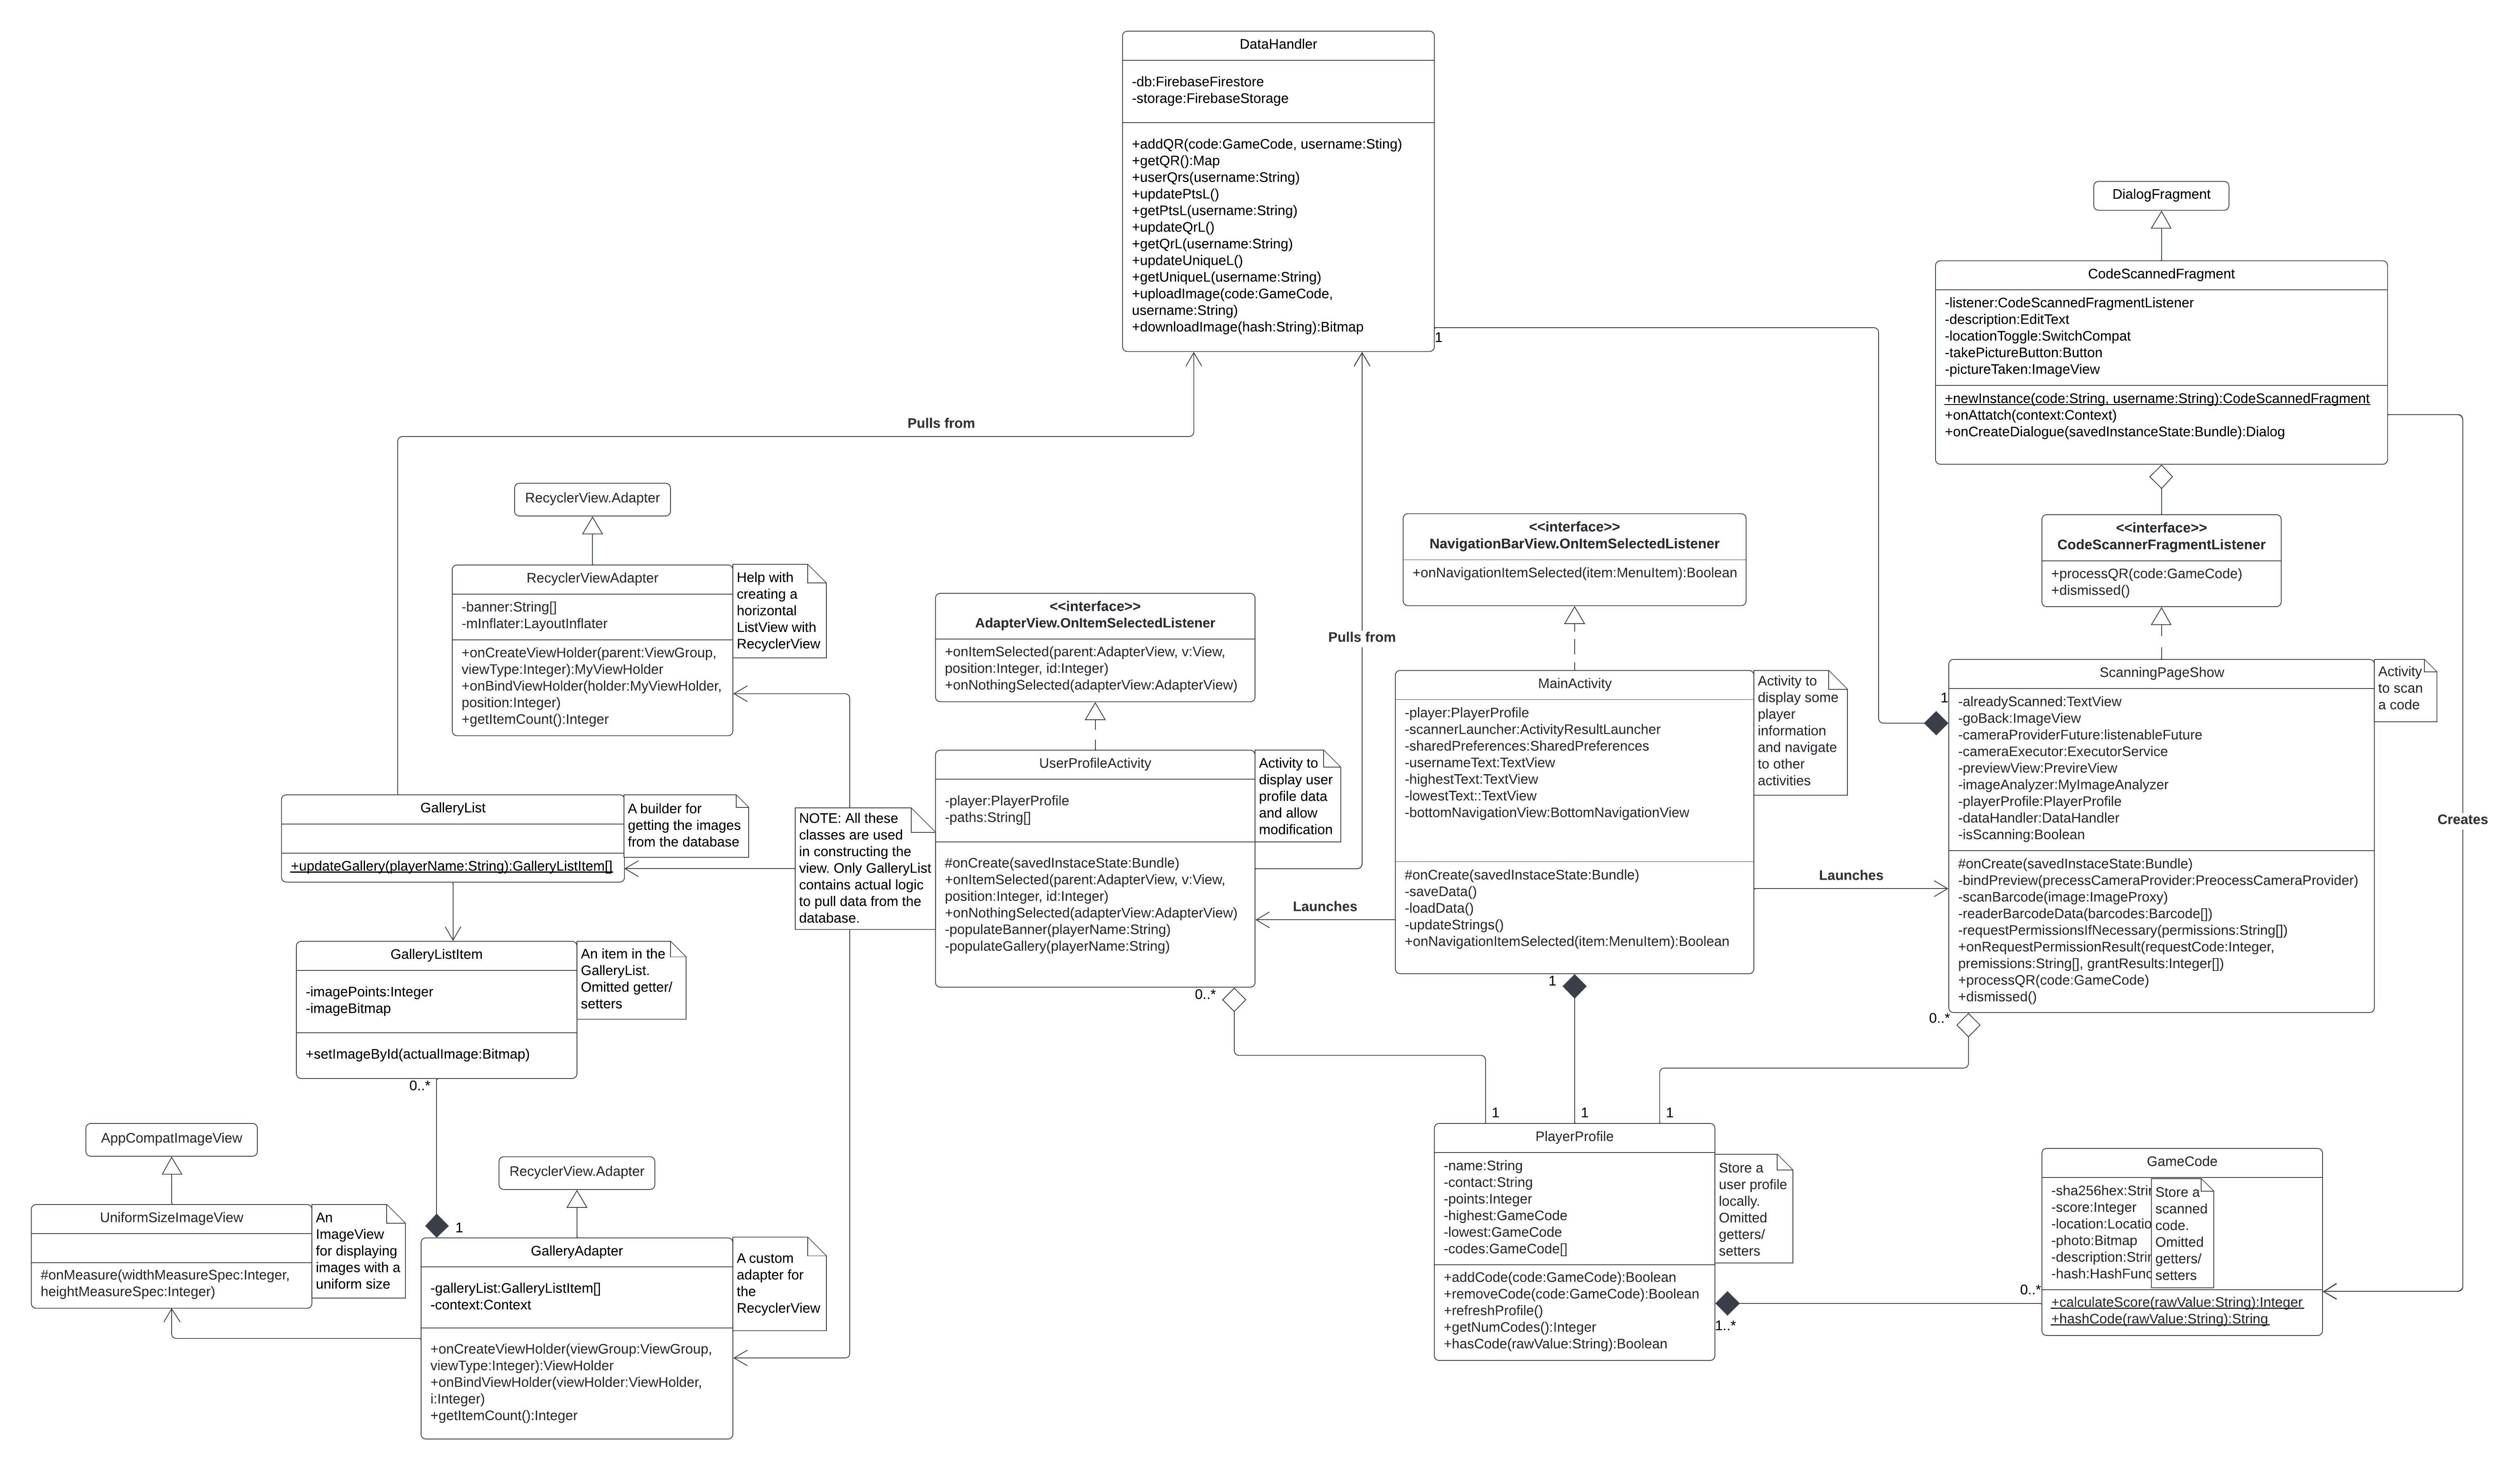 DataHandler
-db:FirebaseFirestore
-storage:FirebaseStorage
+addQR(code:GameCode, username:Sting)
+getQR():Map
+userQrs(username:String)
+updatePtsL()
+getPtsL(username:String)
+updateQrL()
+getQrL(username:String)
+updateUniqueL()
+getUniqueL(username:String)
+uploadImage(code:GameCode,
username:String)
+downloadImage(hash:String):Bitmap
1
DialogFragment
CodeScannedFragment
-listener:CodeScannedFragmentListener
-description:EditText
-locationToggle:SwitchCompat
-takePictureButton:Button
-pictureTaken:ImageView
+newInstance(code:String, username:String):CodeScannedFragment
+onAttatch(context:Context)
+onCreateDialogue(savedInstanceState:Bundle):Dialog
Pulls from
RecyclerView.Adapter
RecyclerViewAdapter
-banner:String[]
-mInflater:LayoutInflater
+onCreateViewHolder(parent:ViewGroup,
viewType:Integer):MyViewHolder
+onBindViewHolder(holder:MyViewHolder,
position:Integer)
+getItemCount():Integer
Help with
creating a
horizontal
ListView with
RecyclerView
<<interface>>
AdapterView.OnItemSelectedListener
+onItemSelected(parent:AdapterView, v:View,
position:Integer, id:Integer)
+onNothingSelected(adapterView:AdapterView)
Pulls from
<<interface>>
NavigationBarView.OnItemSelectedListener
+onNavigationItemSelected(item:MenuItem):Boolean
<<interface>>
CodeScannerFragmentListener
+processQR(code:GameCode)
+dismissed()
MainActivity
-player:PlayerProfile
-scannerLauncher:ActivityResultLauncher
-sharedPreferences:SharedPreferences
-usernameText:TextView
-highestText:TextView
-lowestText::TextView
-bottomNavigationView:BottomNavigationView
#onCreate(savedInstaceState:Bundle)
-saveData()
-loadData()
-updateStrings()
+onNavigationItemSelected(item:MenuItem):Boolean
Activity to
display some
player
information
and navigate
to other
activities
1
ScanningPageShow
-alreadyScanned:TextView
-goBack:ImageView
-cameraProviderFuture:listenableFuture
-cameraExecutor:ExecutorService
-previewView:PrevireView
-imageAnalyzer:MyImageAnalyzer
-playerProfile:PlayerProfile
-dataHandler:DataHandler
-isScanning:Boolean
#onCreate(savedInstaceState:Bundle)
-bindPreview(precessCameraProvider:PreocessCameraProvider)
-scanBarcode(image:ImageProxy)
-readerBarcodeData(barcodes:Barcode[])
-requestPermissionsIfNecessary(permissions:String[])
+onRequestPermissionResult(requestCode:Integer,
premissions:String[], grantResults:Integer[])
+processQR(code:GameCode)
+dismissed()
Activity
to scan
a code
Creates
UserProfileActivity
-player:PlayerProfile
-paths:String[]
#onCreate(savedInstaceState:Bundle)
+onItemSelected(parent:AdapterView, v:View,
position:Integer, id:Integer)
+onNothingSelected(adapterView:AdapterView)
-populateBanner(playerName:String)
-populateGallery(playerName:String)
Activity to
display user
profile data
and allow
modification
Launches
Launches
GalleryList
+updateGallery(playerName:String):GalleryListItem[]
A builder for
getting the images
from the database
NOTE: All these
classes are used
in constructing the
view. Only GalleryList
contains actual logic
to pull data from the
database.
GalleryListItem
-imagePoints:Integer
-imageBitmap
+setImageById(actualImage:Bitmap)
An item in the
GalleryList.
Omitted getter/
setters
0..*
1
0..*
0..*
1
1
1
AppCompatImageView
UniformSizeImageView
#onMeasure(widthMeasureSpec:Integer,
heightMeasureSpec:Integer)
An
ImageView
for displaying
images with a
uniform size
RecyclerView.Adapter
1
GalleryAdapter
-galleryList:GalleryListItem[]
-context:Context
+onCreateViewHolder(viewGroup:ViewGroup,
viewType:Integer):ViewHolder
+onBindViewHolder(viewHolder:ViewHolder,
i:Integer)
+getItemCount():Integer
A custom
adapter for
the
RecyclerView
PlayerProfile
-name:String
-contact:String
-points:Integer
-highest:GameCode
-lowest:GameCode
-codes:GameCode[]
+addCode(code:GameCode):Boolean
+removeCode(code:GameCode):Boolean
+refreshProfile()
+getNumCodes():Integer
+hasCode(rawValue:String):Boolean
Store a
user profile
locally.
Omitted
getters/
setters
1..*
0..*
GameCode
-score:Integer
-photo:Bitmap
+calculateScore(rawValue:String):Integer
+hashCode(rawValue:String):String
Store a
scanned
code.
Omitted
getters/
setters